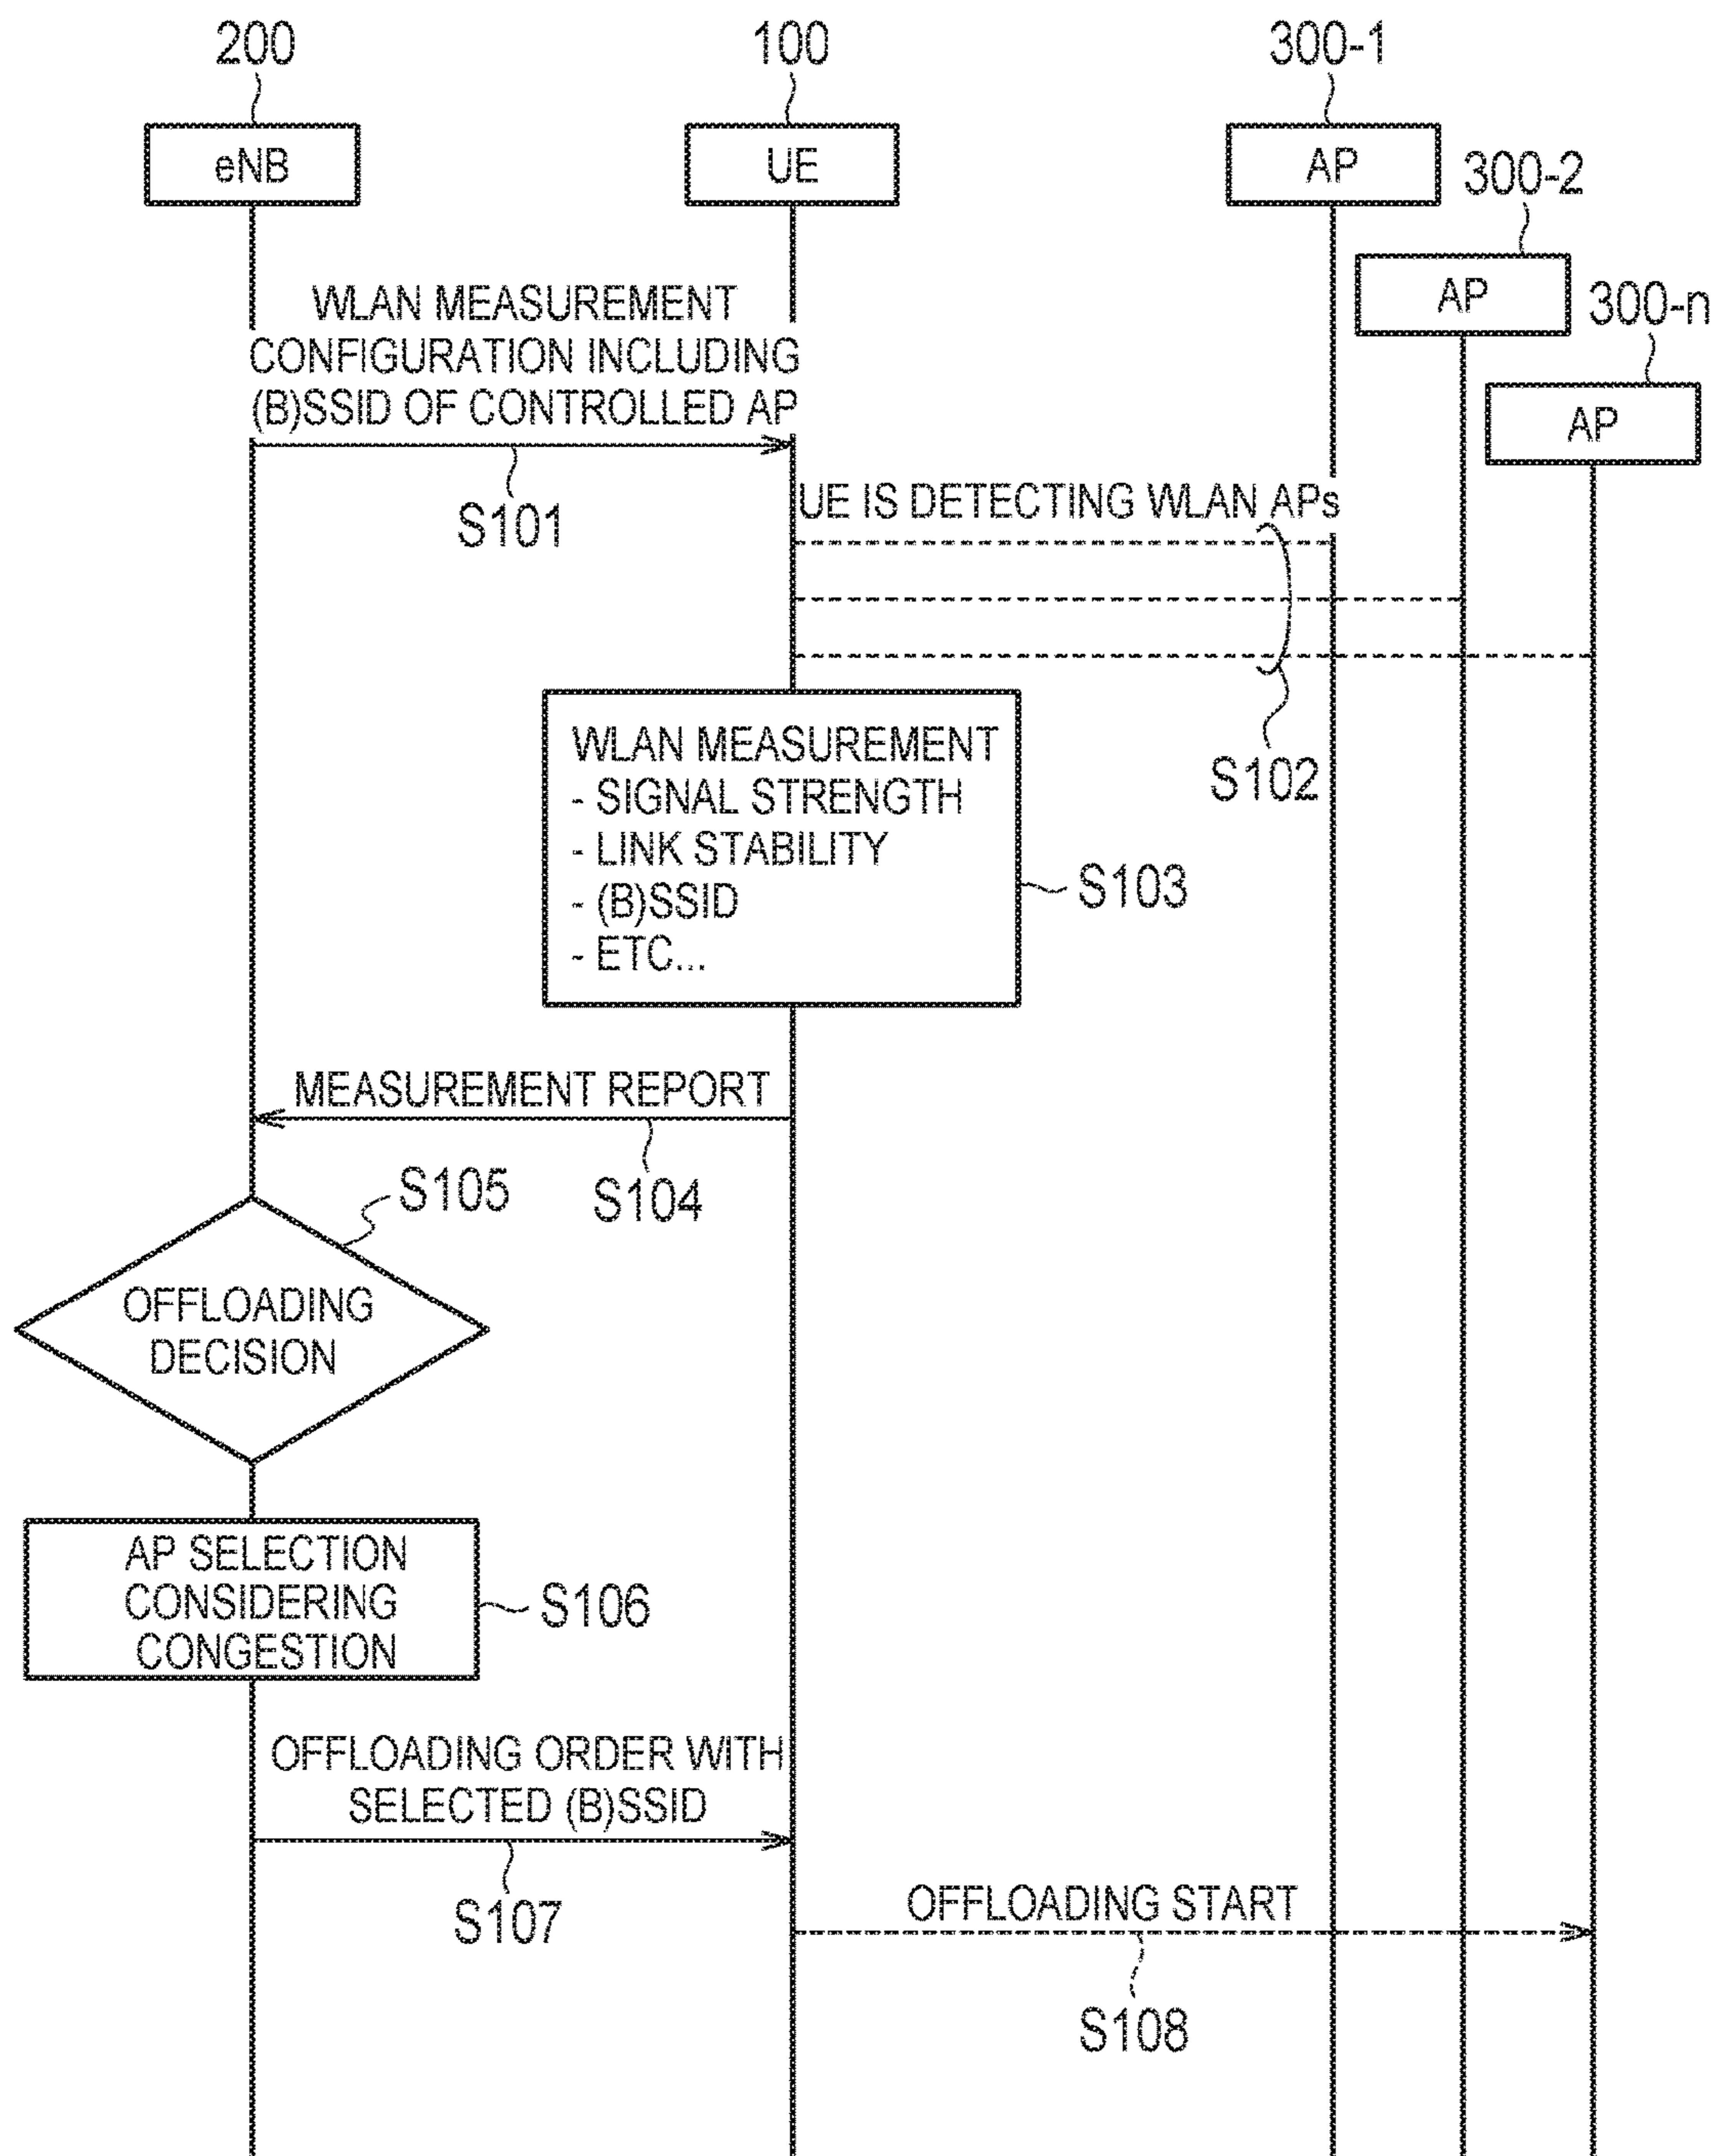 200
100
300-1
eNB
UE
AP
300-2
AP
300-n
AP
WLAN MEASUREMENT
CONFIGURATION INCLUDING
(B)SSID OF CONTROLLED AP
S101
UE IS DETECTING WLAN APs
S102
WLAN MEASUREMENT
- SIGNAL STRENGTH
- LINK STABILITY
- (B)SSID
- ETC...
S103
MEASUREMENT REPORT
S104
S105
OFFLOADING
DECISION
AP SELECTION
CONSIDERING
CONGESTION
S106
OFFLOADING ORDER WITH
SELECTED (B)SSID
S107
OFFLOADING START
S108